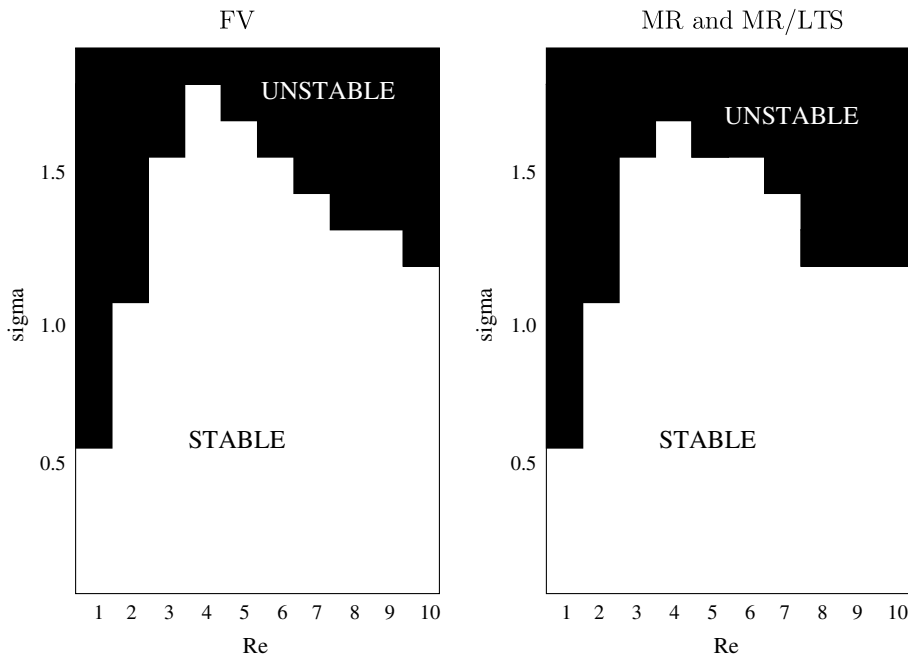 FV
UNSTABLE
1.5
1.0
0.5
sigma
STABLE
1 2 3 4 5 6 7 8 9 10
Re
MR and MR/LTS
UNSTABLE
1.5
1.0
0.5
sigma
STABLE
1 2 3 4 5 6 7 8 9 10
Re